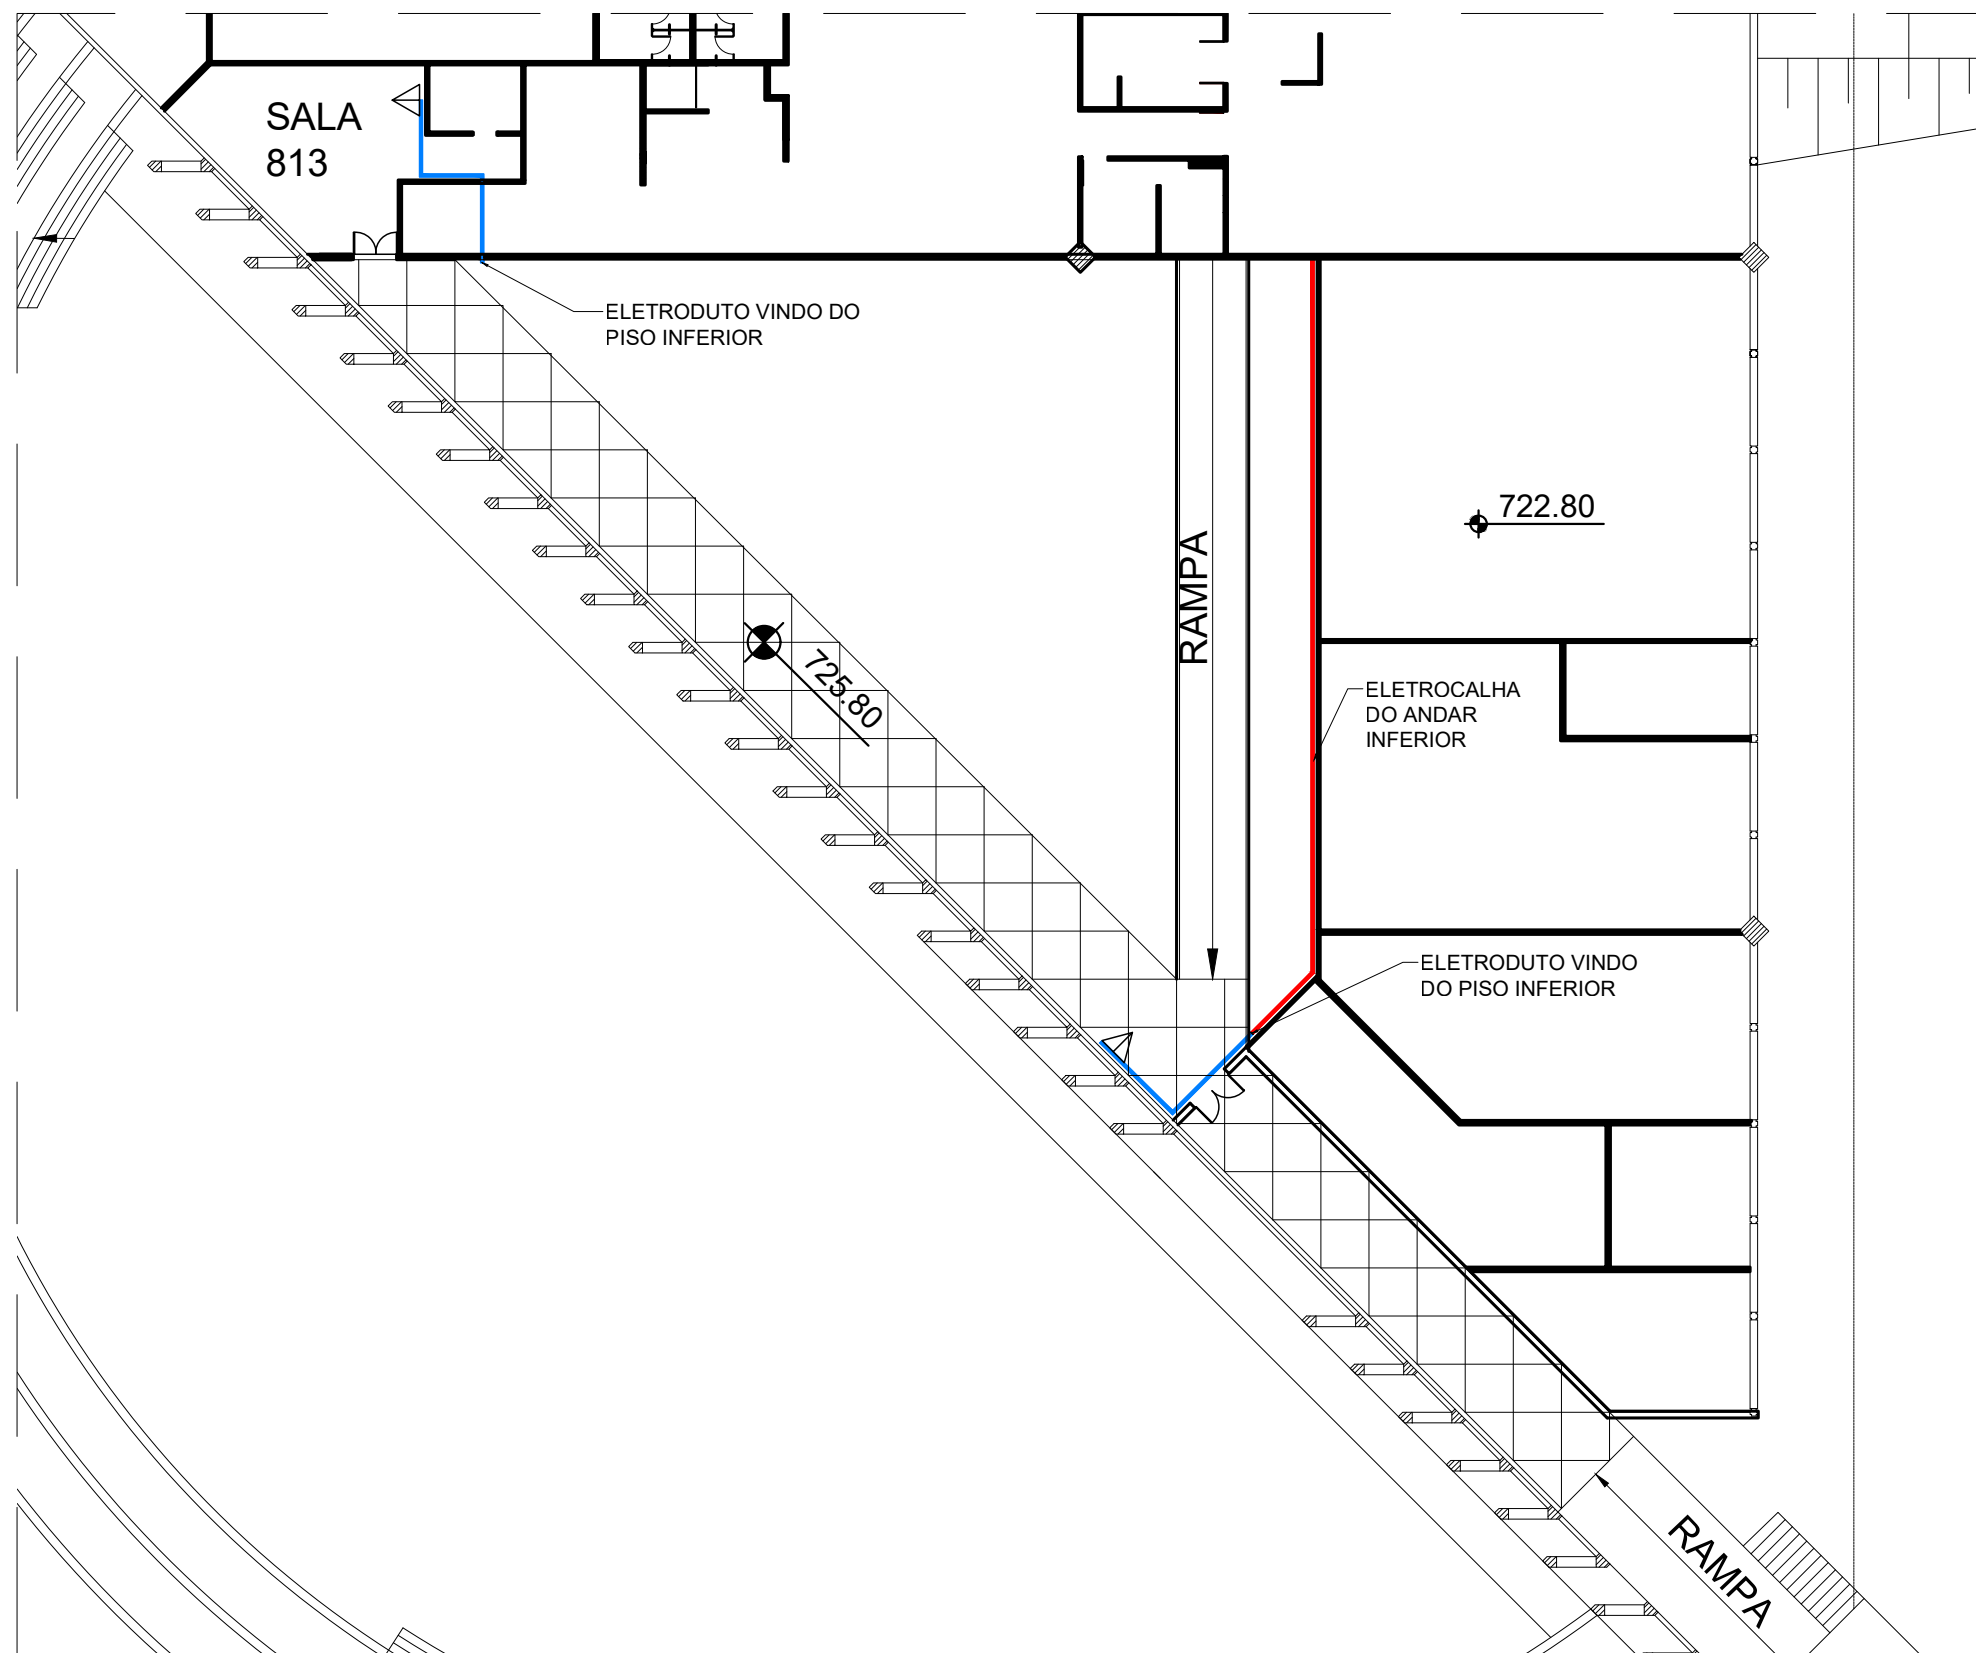 SALA
813
ELETRODUTO VINDO DO
PISO INFERIOR
722.80
RAMPA
725.80
ELETROCALHA
DO ANDAR
INFERIOR
ELETRODUTO VINDO
DO PISO INFERIOR
RAMPA